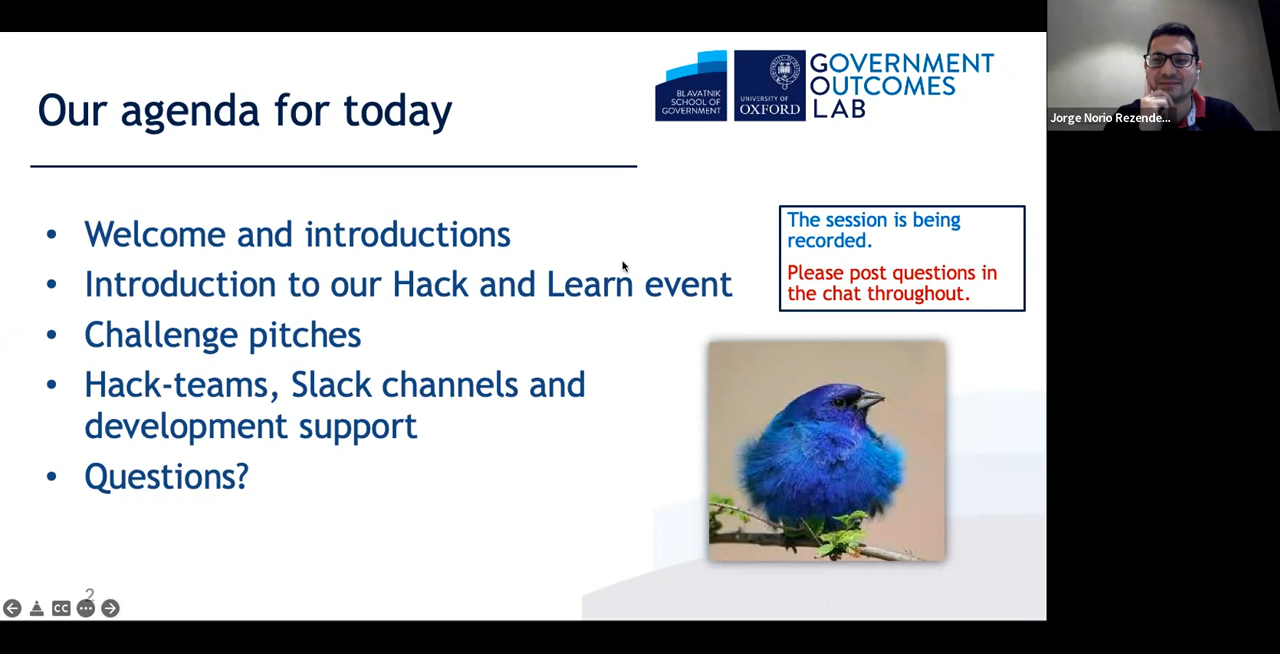 Our agenda for today
BLAVATNIK
SCHOOL OF
GOVERNMENT
UNIVERSITY OF
OXFORD
GOVERNMENT
OUTCOMES
LAB
Jorge Norio Rezende...
• Welcome and introductions
• Introduction to our Hack and Learn event
• Challenge pitches
• Hack-teams, Slack channels and
development support
• Questions?
The session is being
recorded.
Please post questions in
the chat throughout.
2
CC